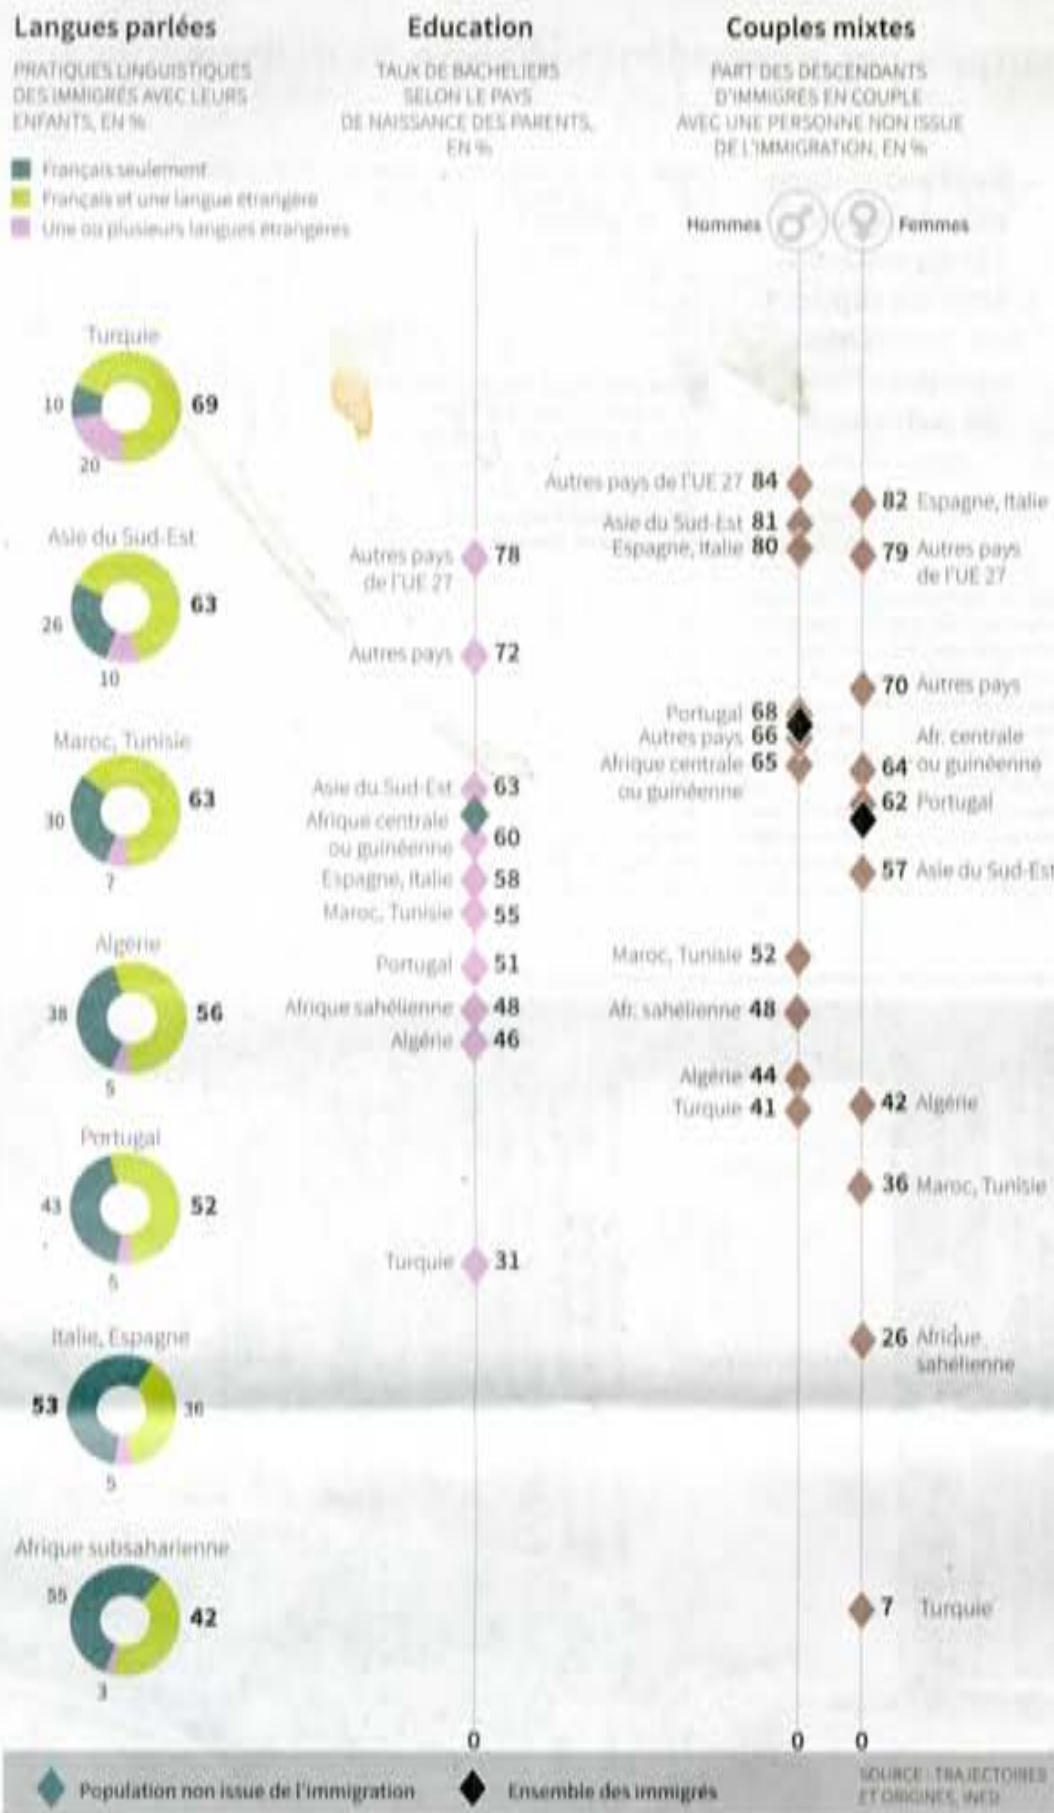 Langues parlées
PRATIQUES LINGUISTIQUES
DES IMMIGRÉS AVEC LEURS
ENFANTS, EN %
Français seulement
Français et une langue étrangère
Une ou plusieurs langues étrangères
Turquie
10
69
20
Asie du Sud-Est
26
63
10
Maroc, Tunisie
30
63
7
Algérie
38
56
5
Portugal
43
52
5
Italie, Espagne
53
5
Afrique subsaharienne
55
42
3
Education
TAUX DE BACHELIERS
SELON LE PAYS
DE NAISSANCE DES PARENTS,
EN %
Autres pays 78
de l'UE 27
Autres pays 72
Asie du Sud-Est 63
Afrique centrale
ou guinéenne 60
Espagne, Italie 58
Maroc, Tunisie 55
Portugal 51
Afrique sahélienne 48
Algérie 46
Turquie 31
0
Couples mixtes
PART DES DESCENDANTS
D'IMMIGRÉS EN COUPLE
AVEC UNE PERSONNE NON ISSUE
DE L'IMMIGRATION, EN %
Hommes
Femmes
Autres pays de l'UE 27 84
Asie du Sud-Est 81
Espagne, Italie 80
Portugal 68
Autres pays 66
Afrique centrale 65
ou guinéenne
Maroc, Tunisie 52
Afr. sahélienne 48
Algérie 44
Turquie 41
0
82 Espagne, Italie
79 Autres pays
de l'UE 27
70 Autres pays
Afr. centrale
64 ou guinéenne
62 Portugal
57 Asie du Sud-Est
42 Algérie
36 Maroc, Tunisie
26 Afrique
sahélienne
7 Turquie
0
Population non issue de l'immigration
Ensemble des immigrés
SOURCE : TRAJECTOIRES
ET ORIGINES, INED